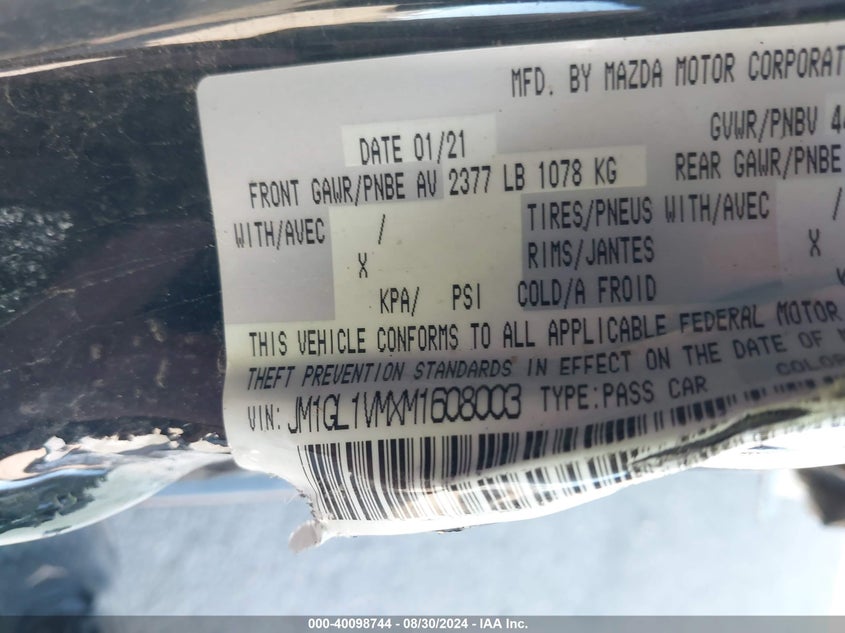 MFD. BY MAZDA MOTOR CORPORAT
DATE 01/21
GVWR/PNBV 44
FRONT GAWR/PNBE AV 2377 LB 1078 KG
REAR GAWR/PNBE
WITH/AVEC /
TIRES/PNEUS WITH/AVEC /
X
RIMS/JANTES
X
KPA/ PSI COLD/A FROID
THIS VEHICLE CONFORMS TO ALL APPLICABLE FEDERAL MOTOR
THEFT PREVENTION STANDARDS IN EFFECT ON THE DATE OF
VIN: JM1GL1VMXM1608003 TYPE:PASS CAR
000-40098744 - 08/30/2024 - IAA Inc.